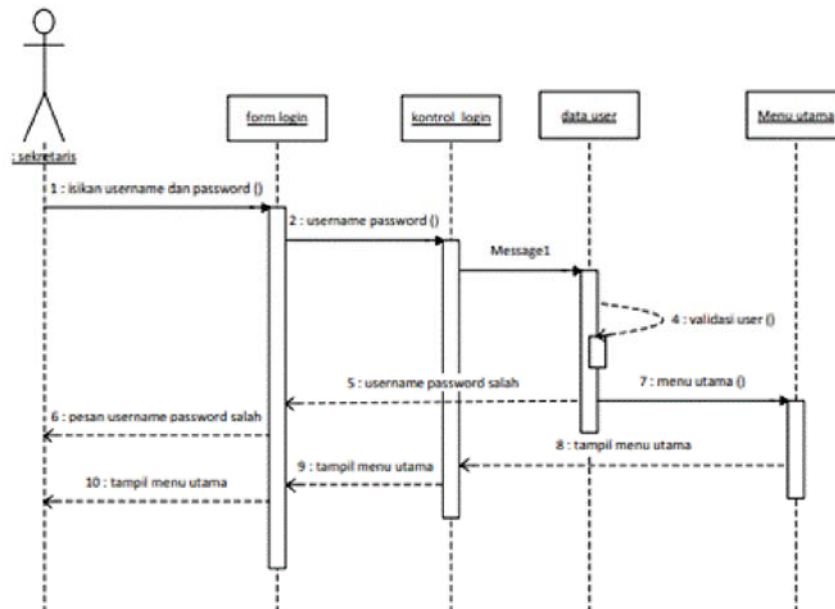 form login
kontrol_login
data user
Menu utama
: sekretaris
1 : isikan username dan password ()
2 : username password ()
Message1
4 : validasi user ()
5 : username password salah
7 : menu utama ()
6 : pesan username password salah
8 : tampil menu utama
9 : tampil menu utama
10 : tampil menu utama